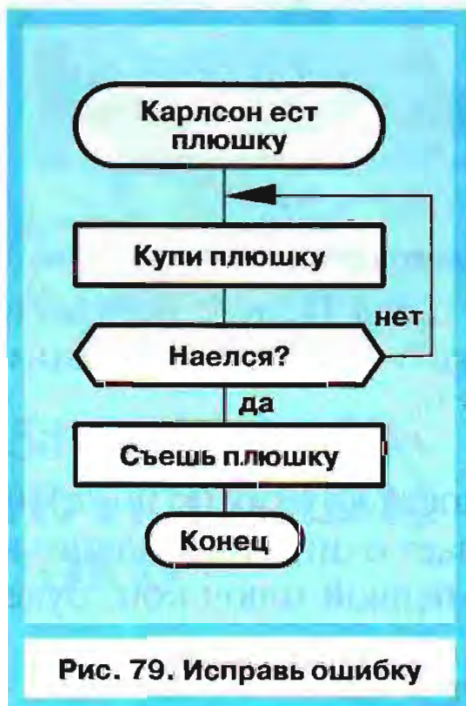 Карлсон ест
плюшку
Купи плюшку
нет
Наелся?
да
Съешь плюшку
Конец
Рис. 79. Исправь ошибку